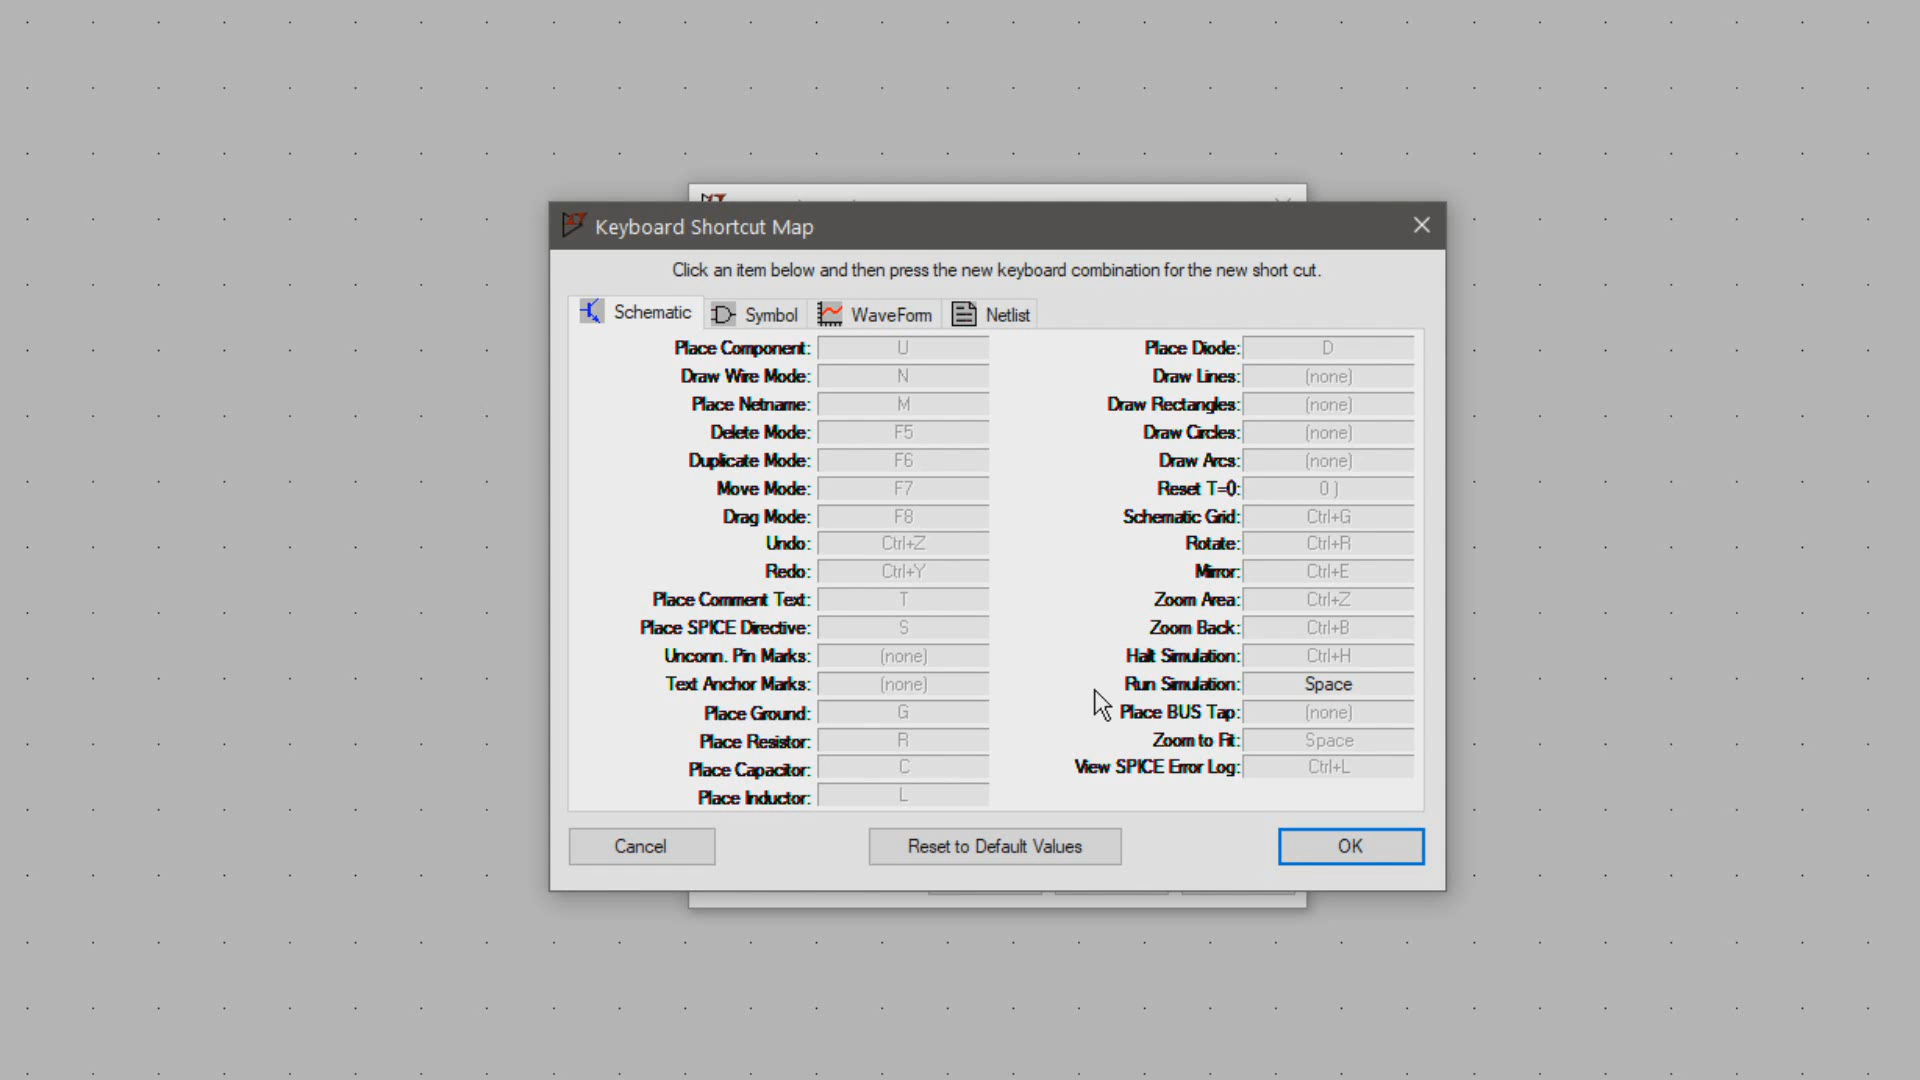 Keyboard Shortcut Map
Click an item below and then press the new keyboard combination for the new short cut.
Schematic Symbol WaveForm Netlist
Place Component: U
Draw Wire Mode: N
Place Netname: M
Delete Mode: F5
Duplicate Mode: F6
Move Mode: F7
Drag Mode: F8
Undo: Ctrl+Z
Redo: Ctrl+Y
Place Comment Text: T
Place SPICE Directive: S
Unconn. Pin Marks: (none)
Text Anchor Marks: (none)
Place Ground: G
Place Resistor: R
Place Capacitor: C
Place Inductor: L
Place Diode: D
Draw Lines: (none)
Draw Rectangles: (none)
Draw Circles: (none)
Draw Arcs: (none)
Reset T=0: 0 )
Schematic Grid: Ctrl+G
Rotate: Ctrl+R
Mirror: Ctrl+E
Zoom Area: Ctrl+Z
Zoom Back: Ctrl+B
Halt Simulation: Ctrl+H
Run Simulation: Space
Place BUS Tap: (none)
Zoom to Fit: Space
View SPICE Error Log: Ctrl+L
Cancel Reset to Default Values OK